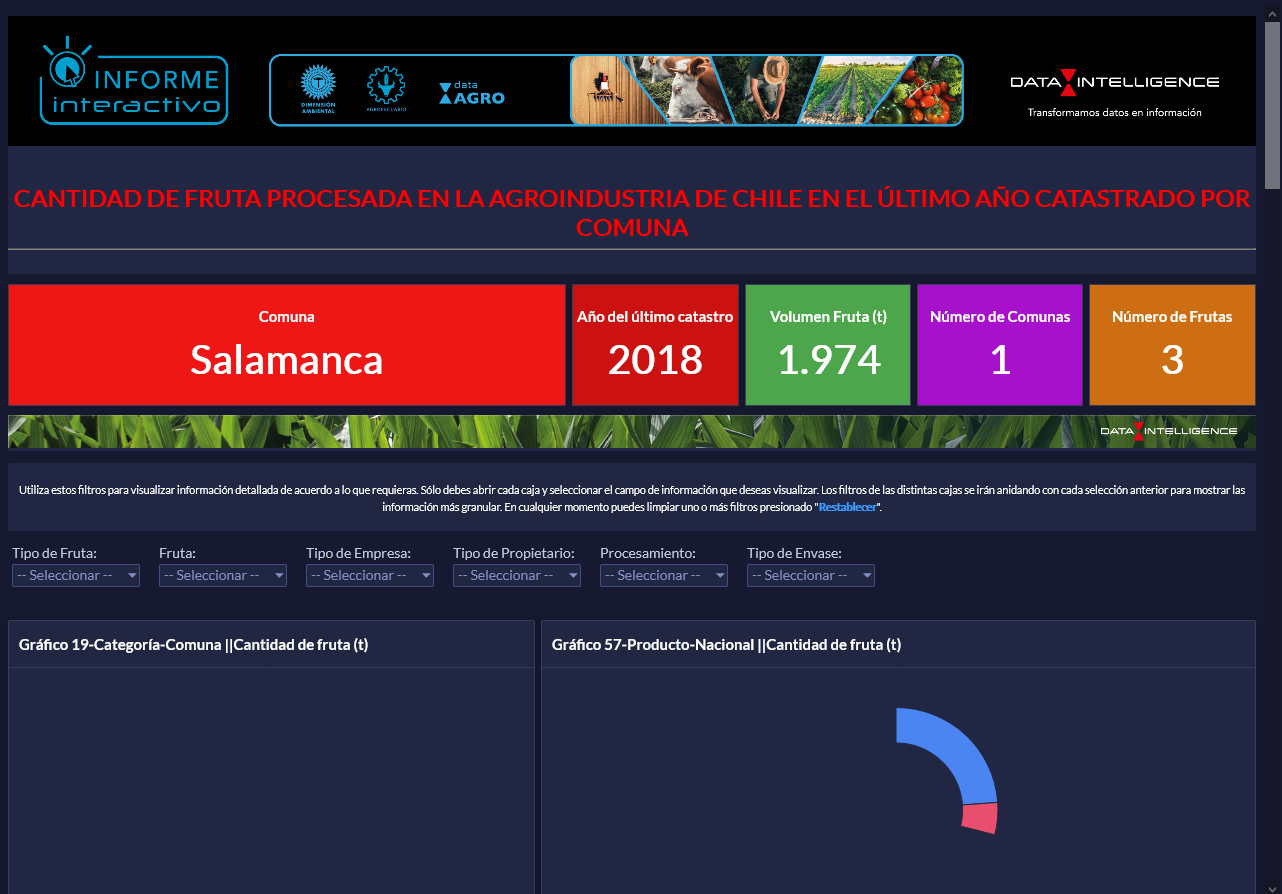 INFORME
interactivo
DIMENSIÓN
AMBIENTAL
AGROPECUARIO
data
AGRO
DATA INTELLIGENCE
Transformamos datos en información
CANTIDAD DE FRUTA PROCESADA EN LA AGROINDUSTRIA DE CHILE EN EL ÚLTIMO AÑO CATASTRADO POR
COMUNA
Comuna
Salamanca
Año del último catastro
2018
Volumen Fruta (t)
1.974
Número de Comunas
1
Número de Frutas
3
DATA INTELLIGENCE
Utiliza estos filtros para visualizar información detallada de acuerdo a lo que requieras. Sólo debes abrir cada caja y seleccionar el campo de información que deseas visualizar. Los filtros de las distintas cajas se irán anidando con cada selección anterior para mostrar las
información más granular. En cualquier momento puedes limpiar uno o más filtros presionado "Restablecer".
Tipo de Fruta: Fruta: Tipo de Empresa: Tipo de Propietario: Procesamiento: Tipo de Envase:
-- Seleccionar -- -- Seleccionar -- -- Seleccionar -- -- Seleccionar -- -- Seleccionar -- -- Seleccionar --
Gráfico 19-Categoría-Comuna ||Cantidad de fruta (t)
Gráfico 57-Producto-Nacional ||Cantidad de fruta (t)